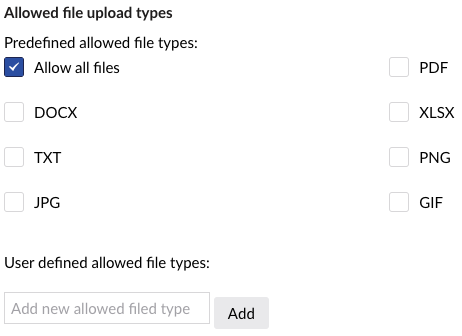 Allowed file upload types
Predefined allowed file types:
Allow all files
PDF
DOCX
XLSX
TXT
PNG
JPG
GIF
User defined allowed file types:
Add new allowed filed type
Add